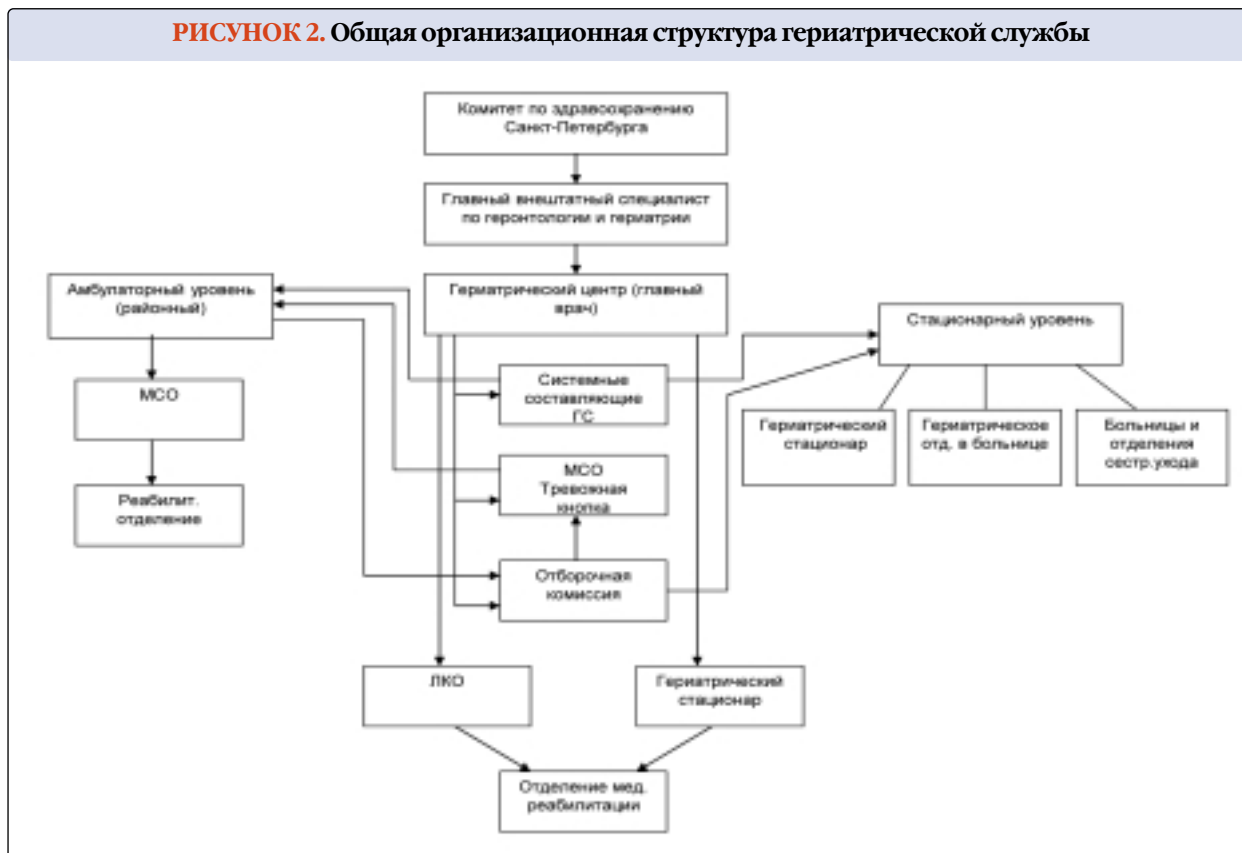 РИСУНОК 2. Общая организационная структура гериатрической службы
Комитет по здравоохранению
Санкт-Петербурга
Главный внештатный специалист
по геронтологии и гериатрии
Амбулаторный уровень
(районный)
Гериатрический центр (главный
врач)
Стационарный уровень
МСО
Системные
составляющие
ГС
Гериатрический
стационар
Гериатрическое
отд. в больнице
Больницы и
отделения
сестр.ухода
Реабилит.
отделение
МСО
Тревожная
кнопка
Отборочная
комиссия
ЛКО
Гериатрический
стационар
Отделение мед.
реабилитации